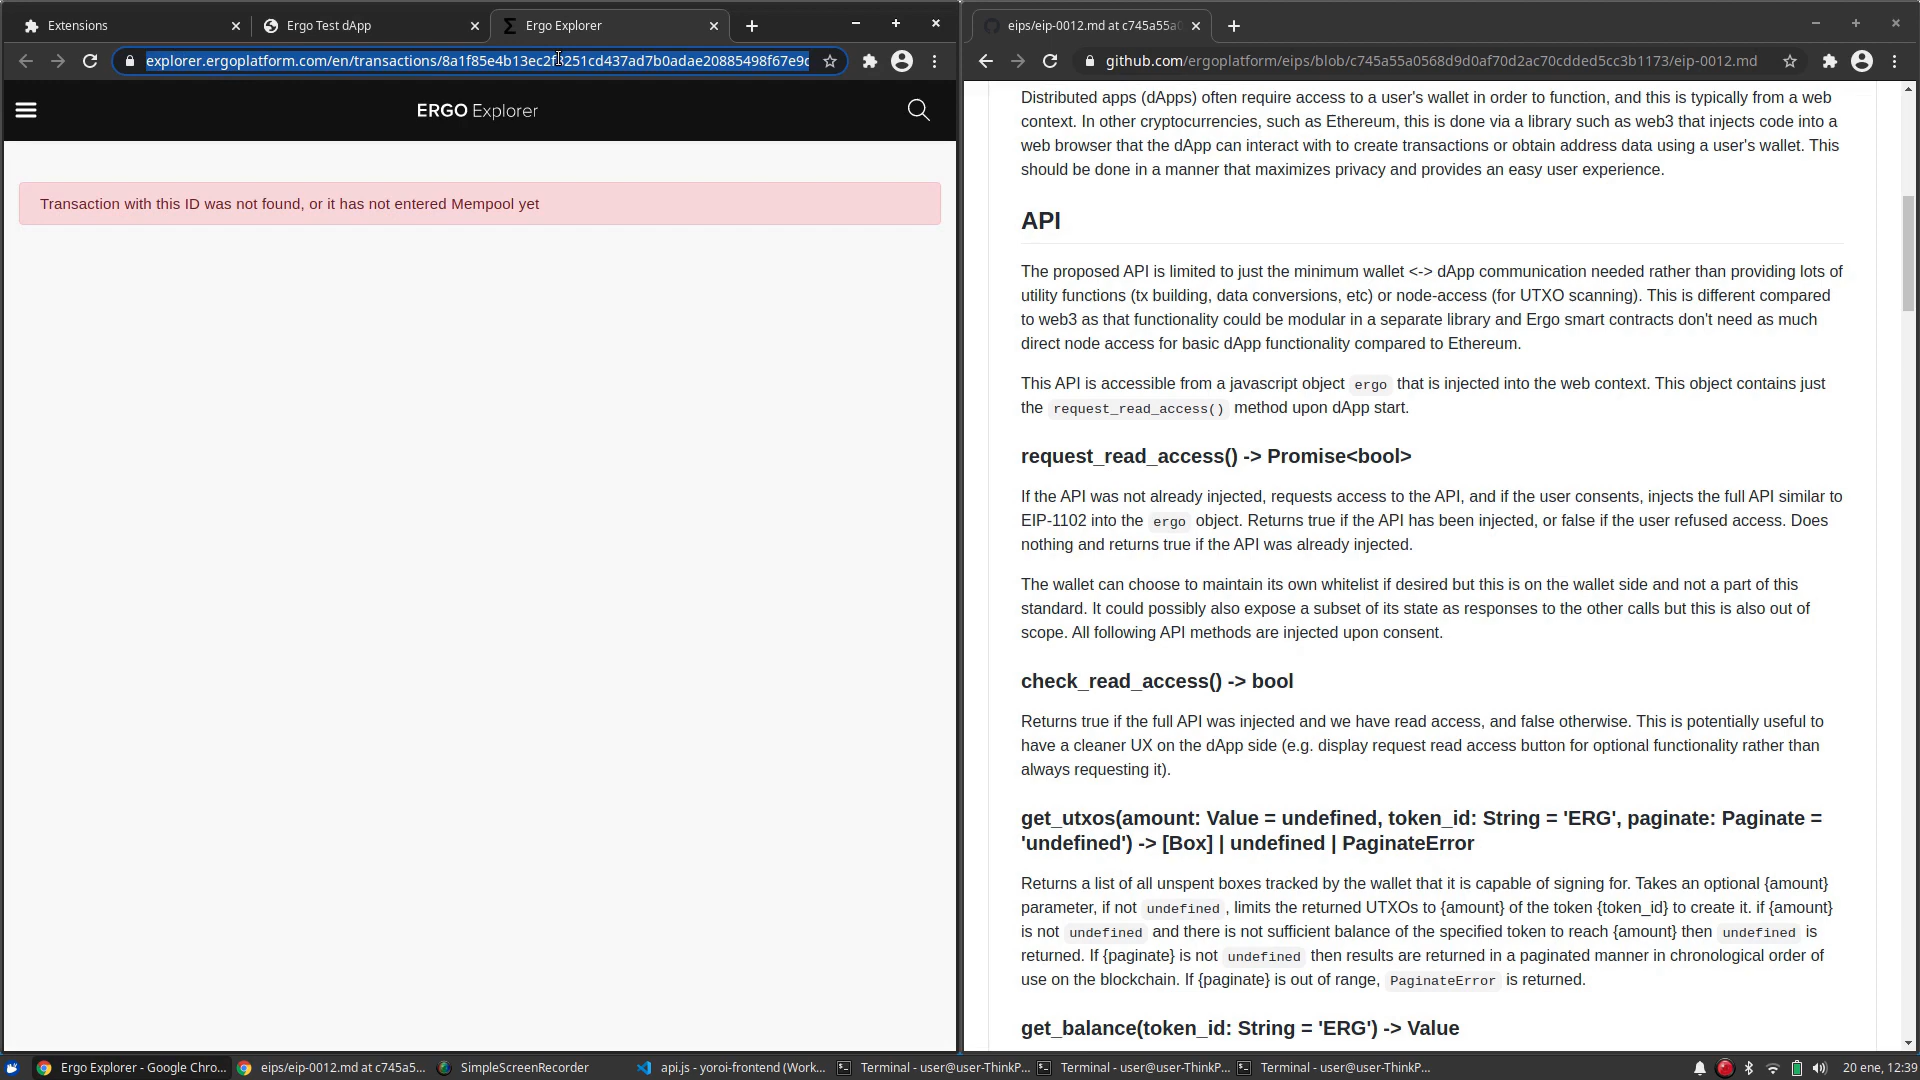 Extensions
Ergo Test dApp
Ergo Explorer
explorer.ergoplatform.com/en/transactions/
ERGO Explorer
Transaction with this ID was not found, or it has not entered Mempool yet
eips/eip-0012.md at c745a55a0
github.com/ergoplatform/eips/blob/c745a55a0568d9d0af70d2ac70cdded5cc3b1173/eip-0012.md
Distributed apps (dApps) often require access to a user's wallet in order to function, and this is typically from a web
context. In other cryptocurrencies, such as Ethereum, this is done via a library such as web3 that injects code into a
web browser that the dApp can interact with to create transactions or obtain address data using a user's wallet. This
should be done in a manner that maximizes privacy and provides an easy user experience.
API
The proposed API is limited to just the minimum wallet <-> dApp communication needed rather than providing lots of
utility functions (tx building, data conversions, etc) or node-access (for UTXO scanning). This is different compared
to web3 as that functionality could be modular in a separate library and Ergo smart contracts don't need as much
direct node access for basic dApp functionality compared to Ethereum.
This API is accessible from a javascript object ergo that is injected into the web context. This object contains just
the request_read_access() method upon dApp start.
request_read_access() -> Promise<bool>
If the API was not already injected, requests access to the API, and if the user consents, injects the full API similar to
EIP-1102 into the ergo object. Returns true if the API has been injected, or false if the user refused access. Does
nothing and returns true if the API was already injected.
The wallet can choose to maintain its own whitelist if desired but this is on the wallet side and not a part of this
standard. It could possibly also expose a subset of its state as responses to the other calls but this is also out of
scope. All following API methods are injected upon consent.
check_read_access() -> bool
Returns true if the full API was injected and we have read access, and false otherwise. This is potentially useful to
have a cleaner UX on the dApp side (e.g. display request read access button for optional functionality rather than
always requesting it).
get_utxos(amount: Value = undefined, token_id: String = 'ERG', paginate: Paginate =
'undefined') -> [Box] | undefined | PaginateError
Returns a list of all unspent boxes tracked by the wallet that it is capable of signing for. Takes an optional {amount}
parameter, if not undefined , limits the returned UTXOs to {amount} of the token {token_id} to create it. if {amount}
is not undefined and there is not sufficient balance of the specified token to reach {amount} then undefined is
returned. If {paginate} is not undefined then results are returned in a paginated manner in chronological order of
use on the blockchain. If {paginate} is out of range, PaginateError is returned.
get_balance(token_id: String = 'ERG') -> Value
Ergo Explorer - Google Chro...
eips/eip-0012.md at c745a5...
SimpleScreenRecorder
api.js - yoroi-frontend (Work...
Terminal - user@user-ThinkP...
Terminal - user@user-ThinkP...
Terminal - user@user-ThinkP...
20 ene, 12:39